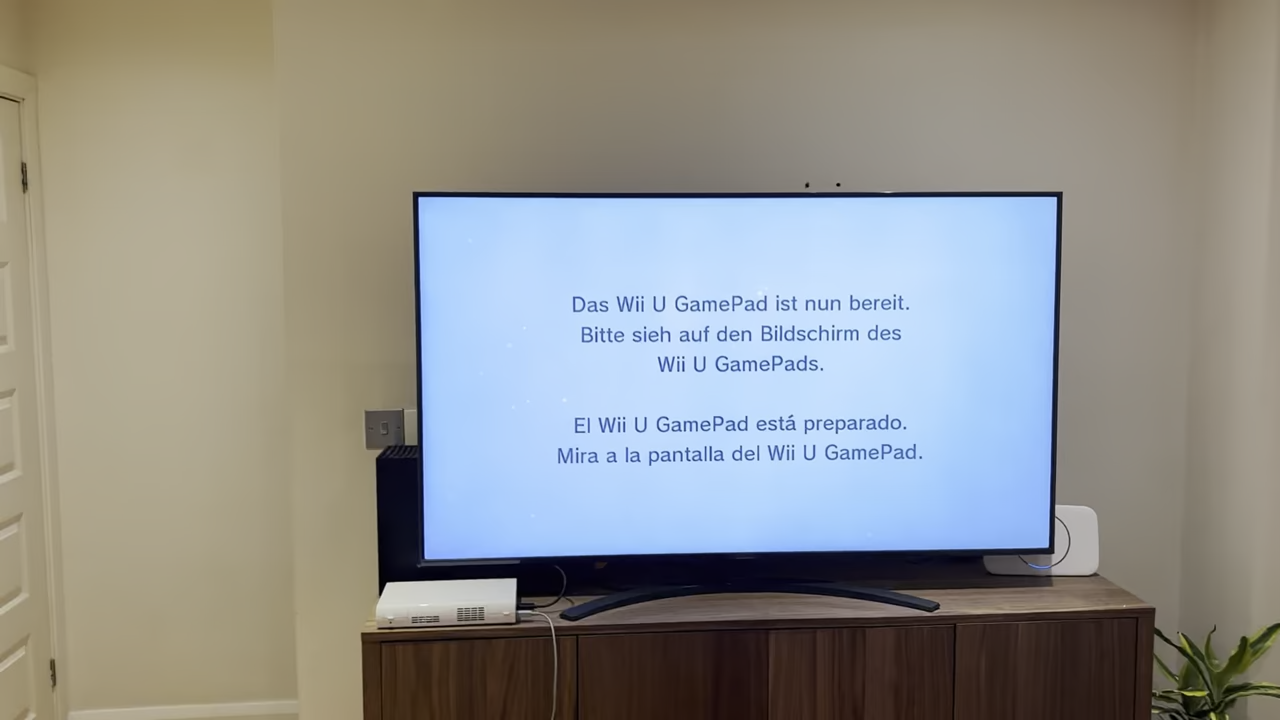 Das Wii U GamePad ist nun bereit.
Bitte sieh auf den Bildschirm des
Wii U GamePads.
El Wii U GamePad está preparado.
Mira a la pantalla del Wii U GamePad.